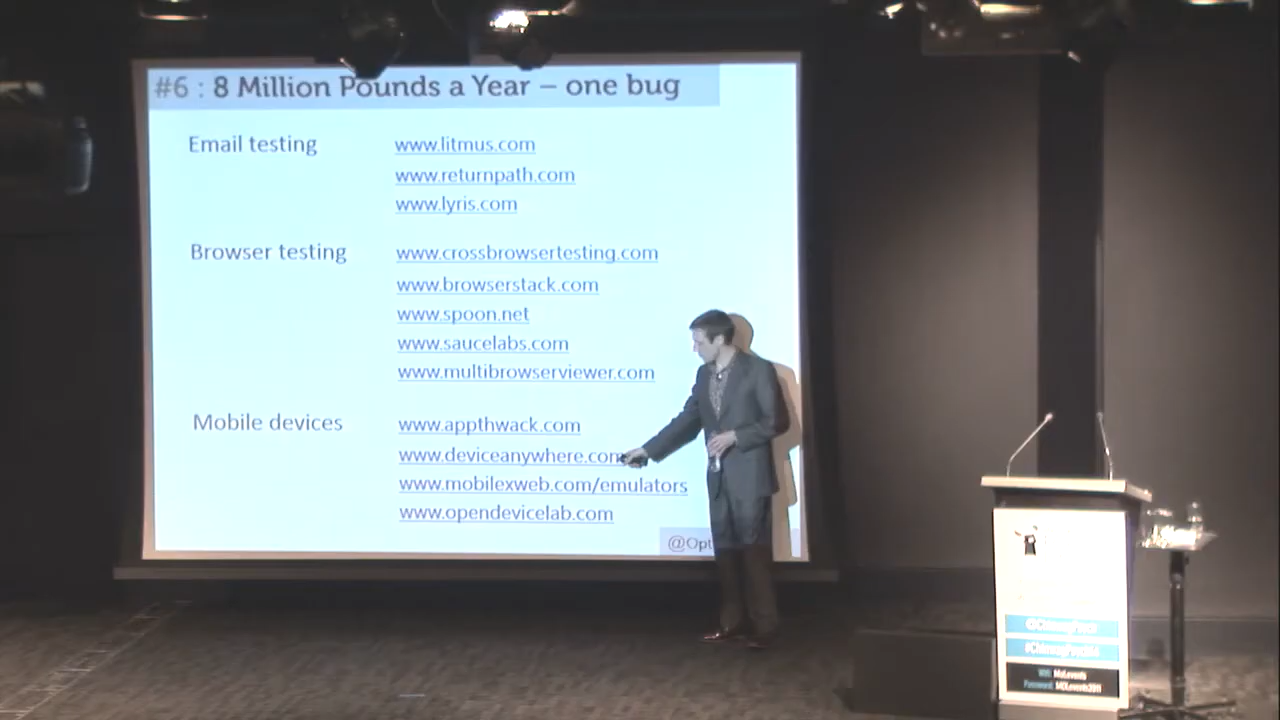 #6 : 8 Million Pounds a Year – one bug
Email testing
www.litmus.com
www.returnpath.com
www.lyris.com
Browser testing
www.crossbrowsertesting.com
www.browserstack.com
www.spoon.net
www.saucelabs.com
www.multibrowserviewer.com
Mobile devices
www.appthwack.com
www.deviceanywhere.com
www.mobilexweb.com/emulators
www.opendevicelab.com
@Opt